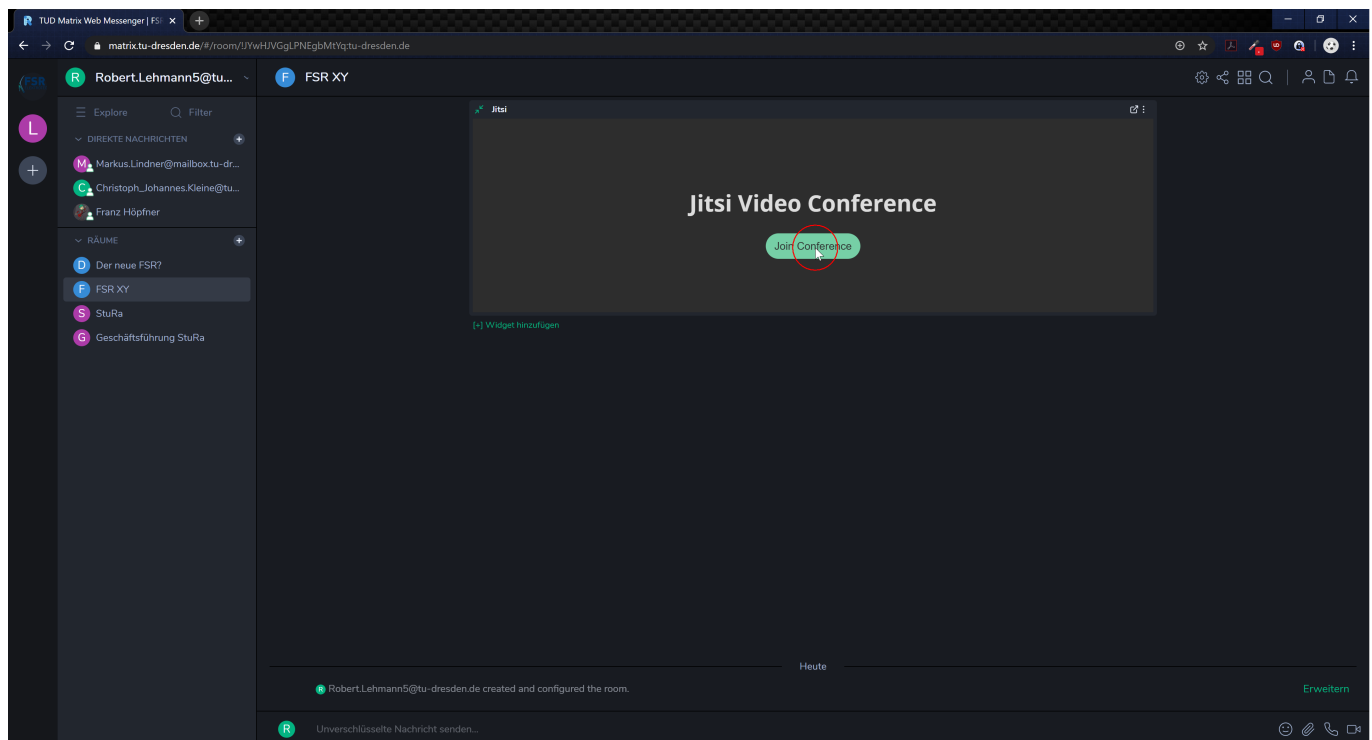 TUD Matrix Web Messenger | FSR
matrix.tu-dresden.de/#/room/!JYwHJVGgLPNEgbMtYq:tu-dresden.de
FSR
R Robert.Lehmann5@tu...
F FSR XY
Explore Filter
L
DIREKTE NACHRICHTEN
M Markus.Lindner@mailbox.tu-dr...
C Christoph_Johannes.Kleine@tu...
Franz Höpfner
RÄUME
D Der neue FSR?
F FSR XY
S StuRa
G Geschäftsführung StuRa
Jitsi
Jitsi Video Conference
Join Conference
[+] Widget hinzufügen
Heute
R Robert.Lehmann5@tu-dresden.de created and configured the room.
Erweitern
R Unverschlüsselte Nachricht senden...